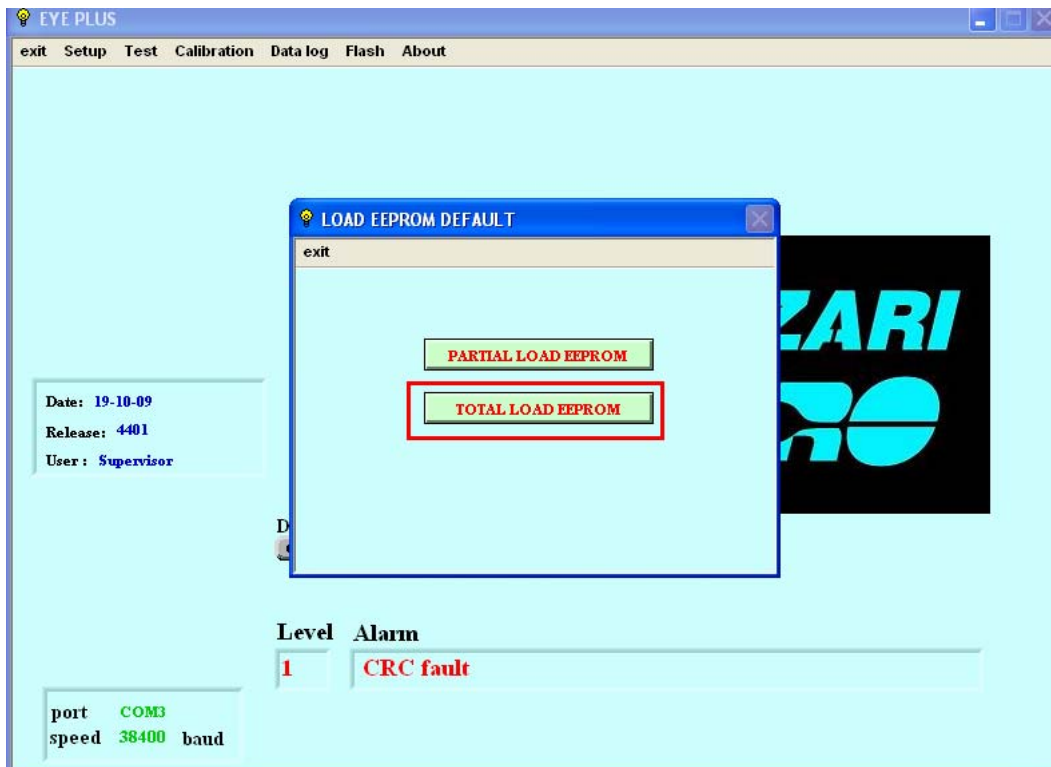 EYE PLUS
exit Setup Test Calibration Data log Flash About
LOAD EEPROM DEFAULT
exit
PARTIAL LOAD EEPROM
TOTAL LOAD EEPROM
Date: 19-10-09
Release: 4401
User : Supervisor
Level Alarm
1 CRC fault
port COM3
speed 38400 baud